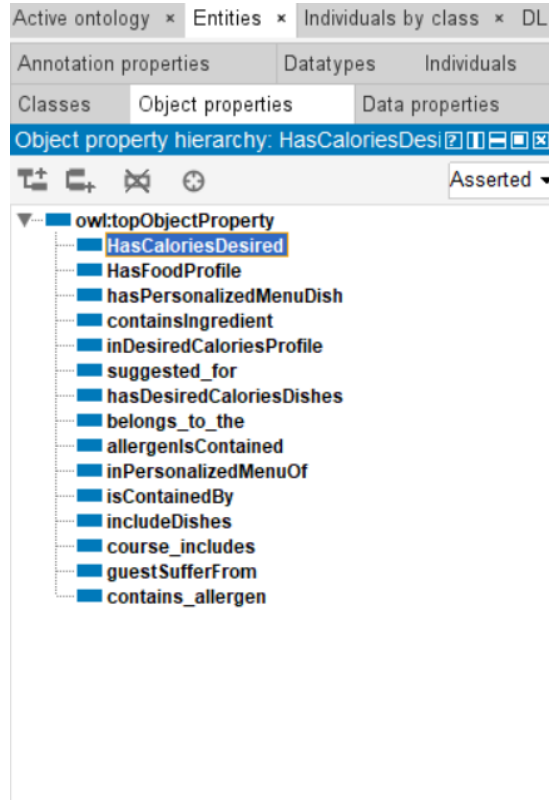 Active ontology × Entities × Individuals by class × DL
Annotation properties Datatypes Individuals
Classes Object properties Data properties
Object property hierarchy: HasCaloriesDesi
Asserted
owl:topObjectProperty
HasCaloriesDesired
HasFoodProfile
hasPersonalizedMenuDish
containsIngredient
inDesiredCaloriesProfile
suggested_for
hasDesiredCaloriesDishes
belongs_to_the
allergenIsContained
inPersonalizedMenuOf
isContainedBy
includeDishes
course_includes
guestSufferFrom
contains_allergen